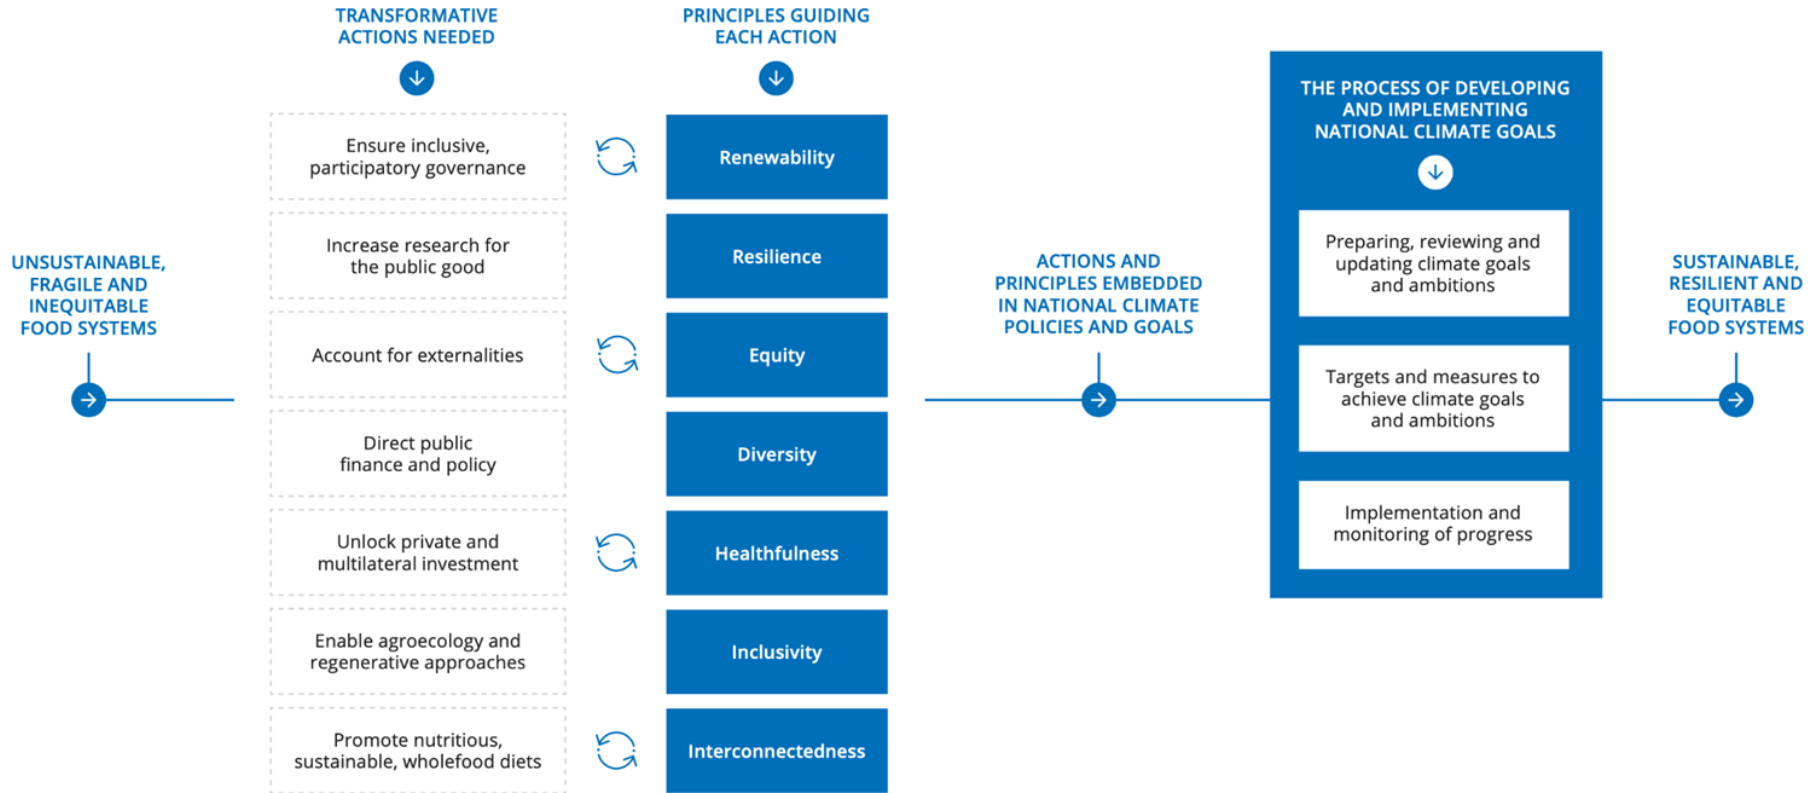 TRANSFORMATIVE
ACTIONS NEEDED
PRINCIPLES GUIDING
EACH ACTION
UNSUSTAINABLE,
FRAGILE AND
INEQUITABLE
FOOD SYSTEMS
Ensure inclusive,
participatory governance
Increase research for
the public good
Account for externalities
Direct public
finance and policy
Unlock private and
multilateral investment
Enable agroecology and
regenerative approaches
Promote nutritious,
sustainable, wholefood diets
Renewability
Resilience
Equity
Diversity
Healthfulness
Inclusivity
Interconnectedness
ACTIONS AND
PRINCIPLES EMBEDDED
IN NATIONAL CLIMATE
POLICIES AND GOALS
THE PROCESS OF DEVELOPING
AND IMPLEMENTING
NATIONAL CLIMATE GOALS
Preparing, reviewing and
updating climate goals
and ambitions
Targets and measures to
achieve climate goals
and ambitions
Implementation and
monitoring of progress
SUSTAINABLE,
RESILIENT AND
EQUITABLE
FOOD SYSTEMS